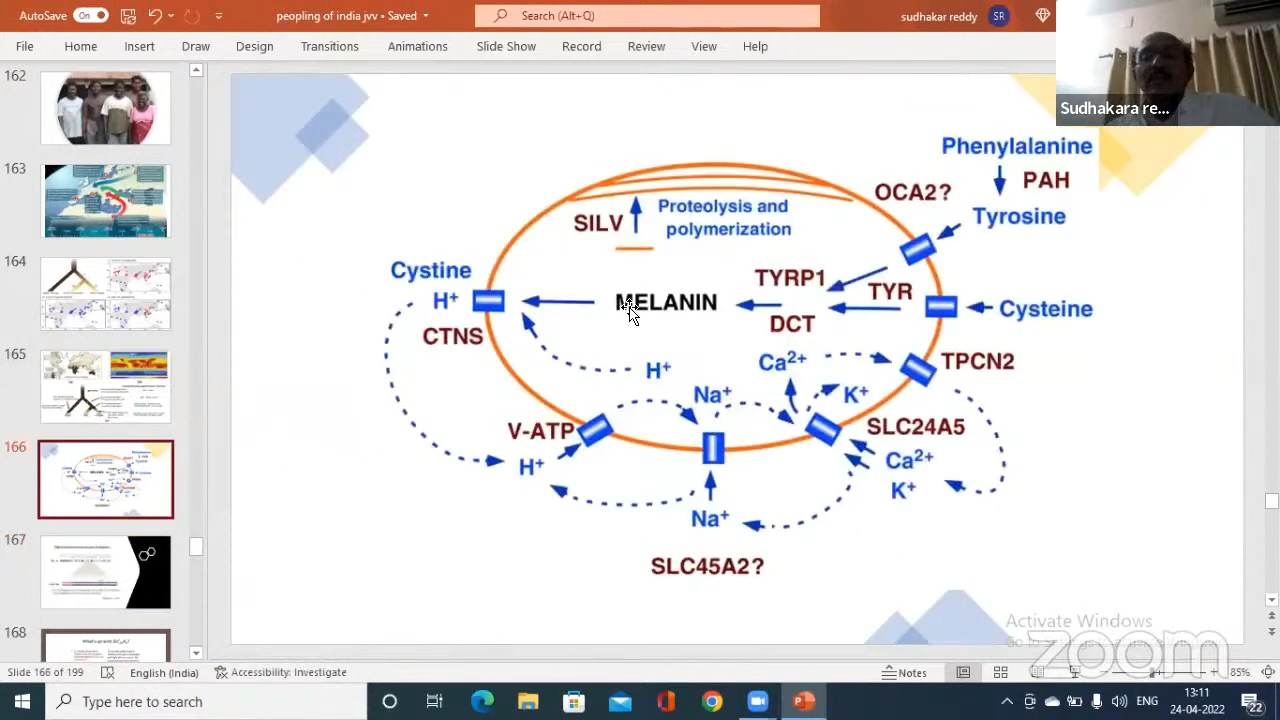 AutoSave On peopling of india jvv • Saved Search (Alt+Q) sudhakar reddy SR
File Home Insert Draw Design Transitions Animations Slide Show Record Review View Help
Sudhakara re...
162
163
164
165
166
167
168
Phenylalanine
PAH
OCA2?
Tyrosine
SILV
Proteolysis and
polymerization
Cystine
H+
CTNS
MELANIN
TYRP1
TYR
DCT
Cysteine
Ca2+
TPCN2
H+
Na+
K+
V-ATP
SLC24A5
H+
Ca2+
K+
Na+
SLC45A2?
Activate Windows
zoom
Slide 166 of 199 English (India) Accessibility: Investigate Notes 85%
Type here to search
ENG
13:11
24-04-2022
22